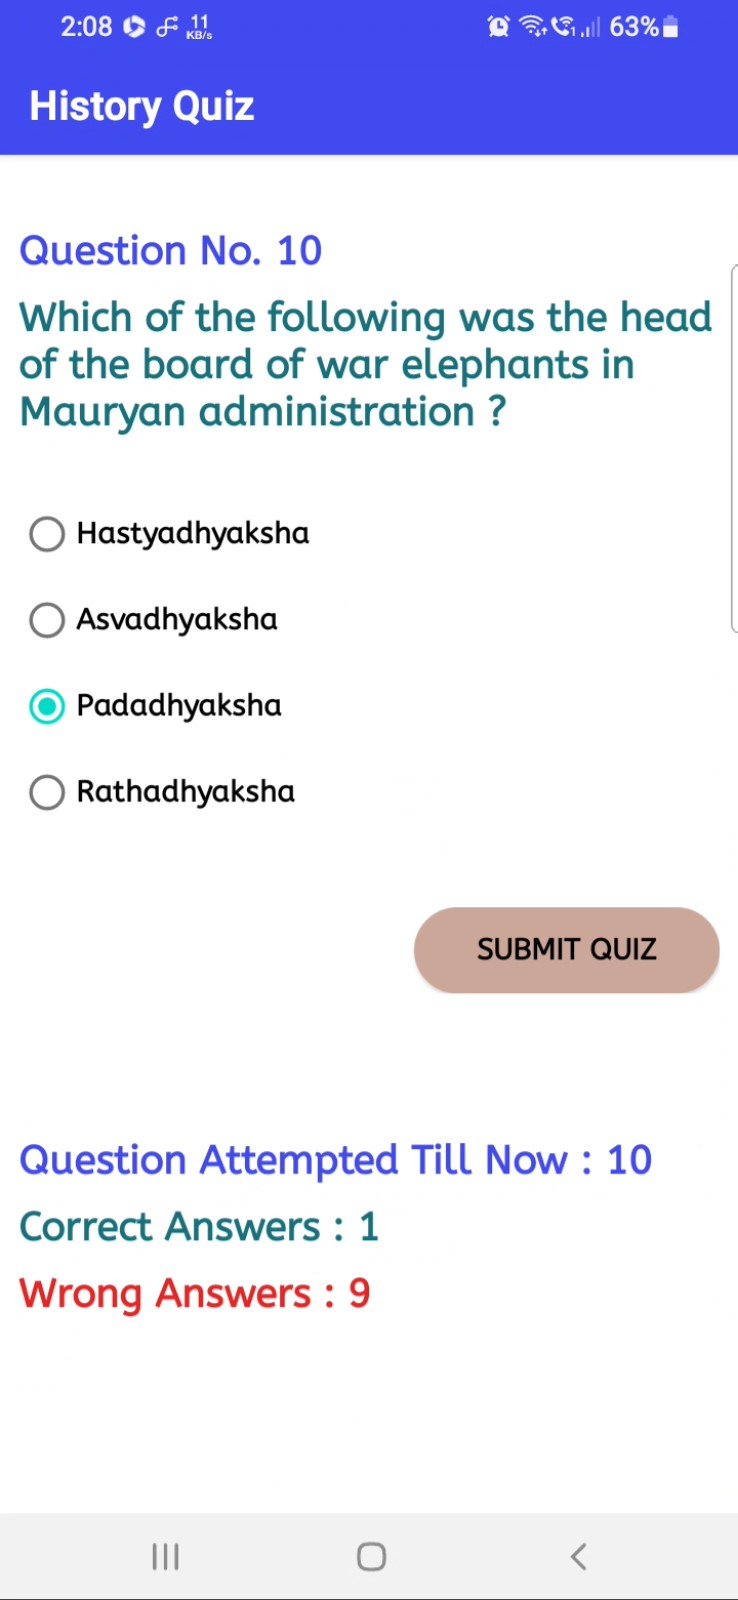 2:08 11 KB/s 63%
History Quiz
Question No. 10
Which of the following was the head
of the board of war elephants in
Mauryan administration ?
Hastyadhyaksha
Asvadhyaksha
Padadhyaksha
Rathadhyaksha
SUBMIT QUIZ
Question Attempted Till Now : 10
Correct Answers : 1
Wrong Answers : 9